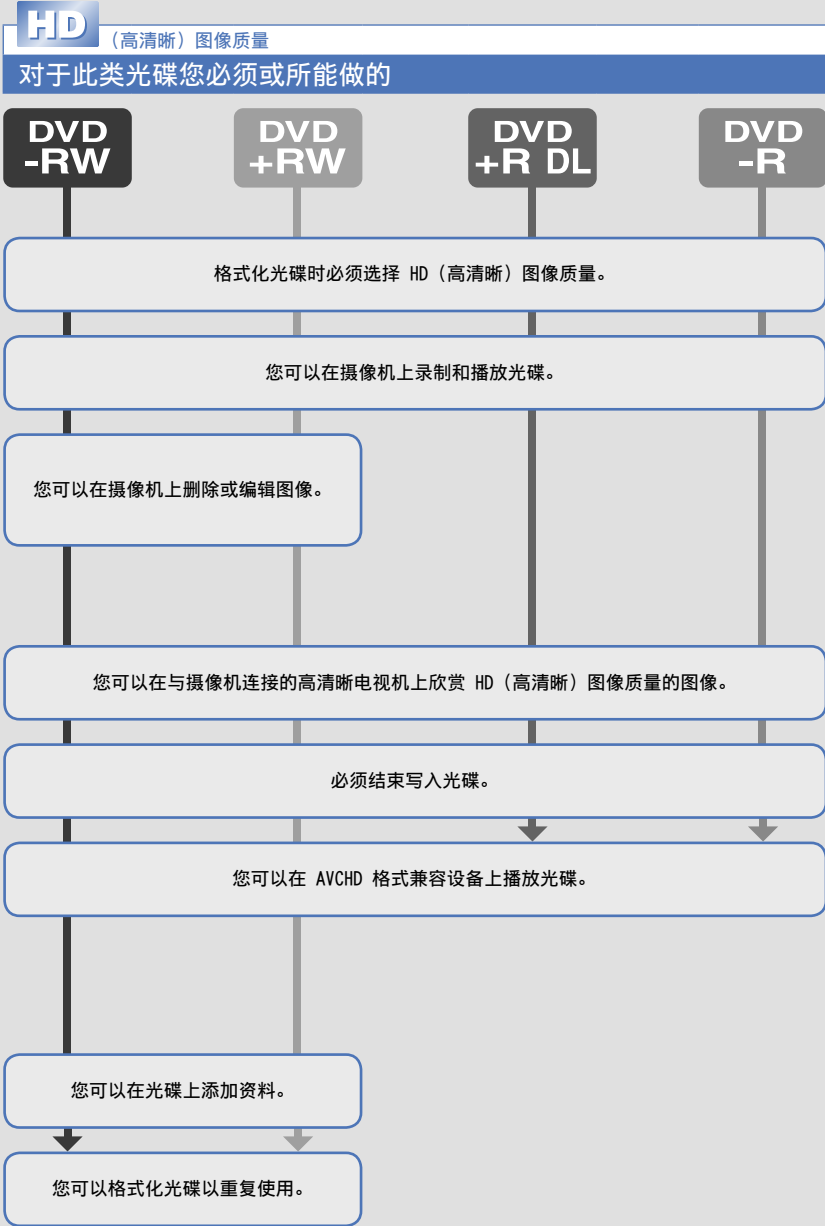 HD （高清晰）图像质量
对于此类光碟您必须或所能做的
DVD -RW
DVD +RW
DVD +R DL
DVD -R
格式化光碟时必须选择 HD（高清晰）图像质量。
您可以在摄像机上录制和播放光碟。
您可以在摄像机上删除或编辑图像。
您可以在与摄像机连接的高清晰电视机上欣赏 HD（高清晰）图像质量的图像。
必须结束写入光碟。
您可以在 AVCHD 格式兼容设备上播放光碟。
您可以在光碟上添加资料。
您可以格式化光碟以重复使用。